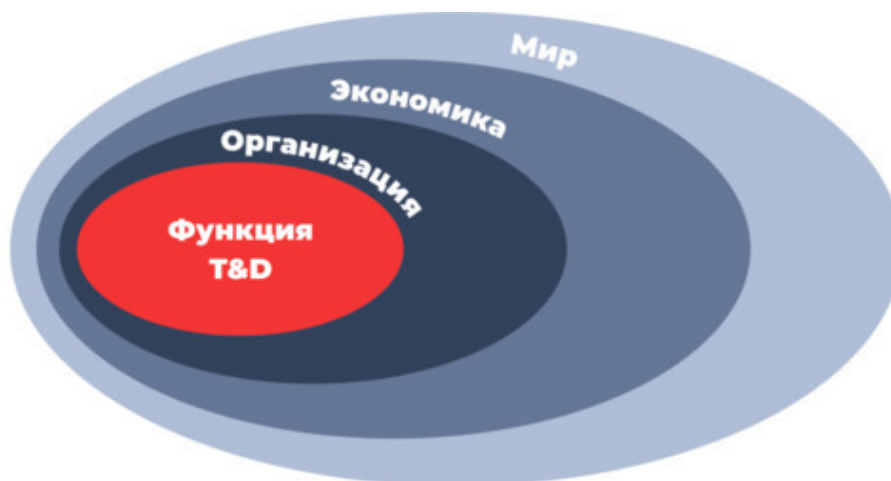 Мир
Экономика
Организация
Функция
T&D